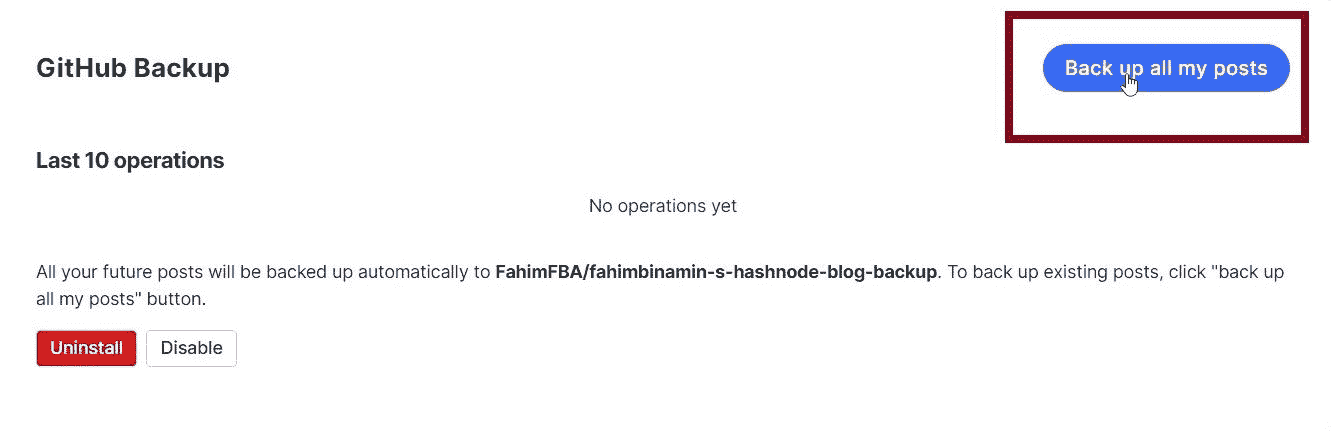 GitHub Backup
Back up all my posts
Last 10 operations
No operations yet
All your future posts will be backed up automatically to FahimFBA/fahimbinamin-s-hashnode-blog-backup. To back up existing posts, click "back up
all my posts" button.
Uninstall
Disable